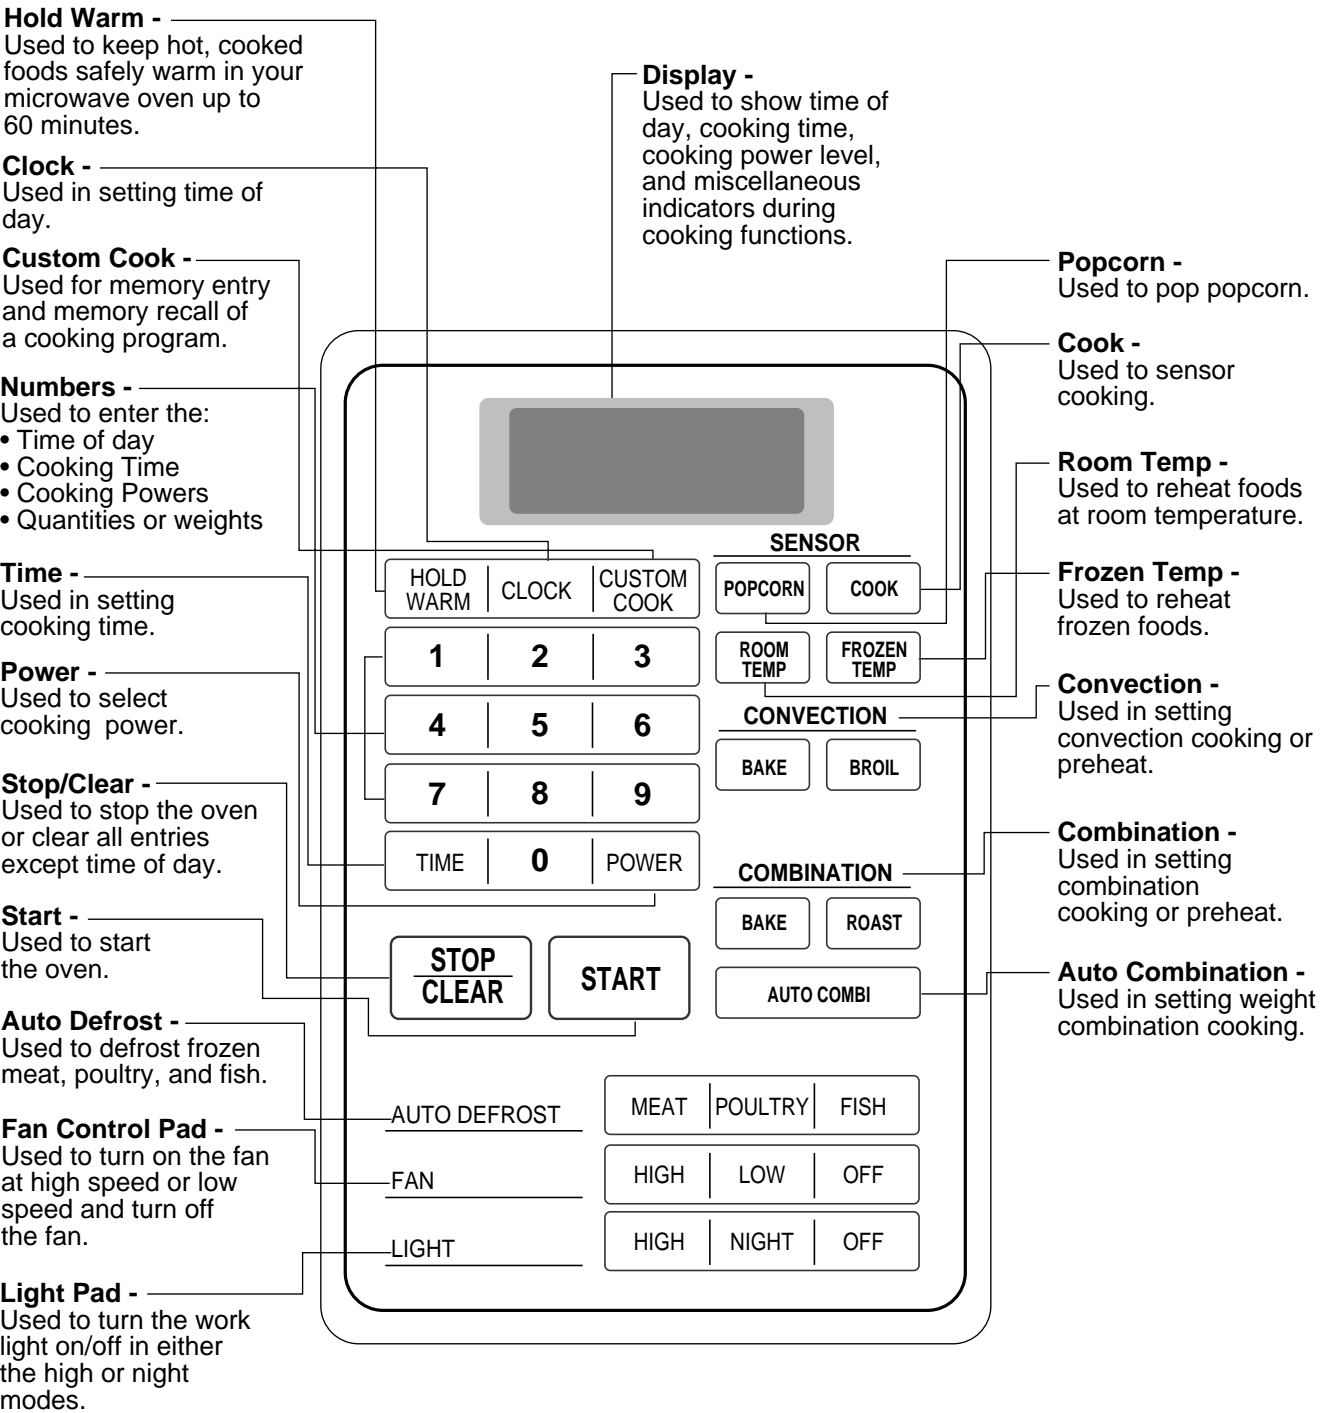 Hold Warm -
Used to keep hot, cooked
foods safely warm in your
microwave oven up to
60 minutes.
Clock -
Used in setting time of
day.
Custom Cook -
Used for memory entry
and memory recall of
a cooking program.
Numbers -
Used to enter the:
• Time of day
• Cooking Time
• Cooking Powers
• Quantities or weights
Time -
Used in setting
cooking time.
Power -
Used to select
cooking  power.
Stop/Clear -
Used to stop the oven
or clear all entries
except time of day.
Start -
Used to start
the oven.
Auto Defrost -
Used to defrost frozen
meat, poultry, and fish.
Fan Control Pad -
Used to turn on the fan
at high speed or low
speed and turn off
the fan.
Light Pad -
Used to turn the work
light on/off in either
the high or night
modes.
Display -
Used to show time of
day, cooking time,
cooking power level,
and miscellaneous
indicators during
cooking functions.
HOLD
WARM
CLOCK
CUSTOM
COOK
1 2 3
4 5 6
7 8 9
TIME 0 POWER
STOP
CLEAR
START
SENSOR
POPCORN COOK
ROOM
TEMP
FROZEN
TEMP
CONVECTION
BAKE BROIL
COMBINATION
BAKE ROAST
AUTO COMBI
AUTO DEFROST MEAT POULTRY FISH
FAN HIGH LOW OFF
LIGHT HIGH NIGHT OFF
Popcorn -
Used to pop popcorn.
Cook -
Used to sensor
cooking.
Room Temp -
Used to reheat foods
at room temperature.
Frozen Temp -
Used to reheat
frozen foods.
Convection -
Used in setting
convection cooking or
preheat.
Combination -
Used in setting
combination
cooking or preheat.
Auto Combination -
Used in setting weight
combination cooking.